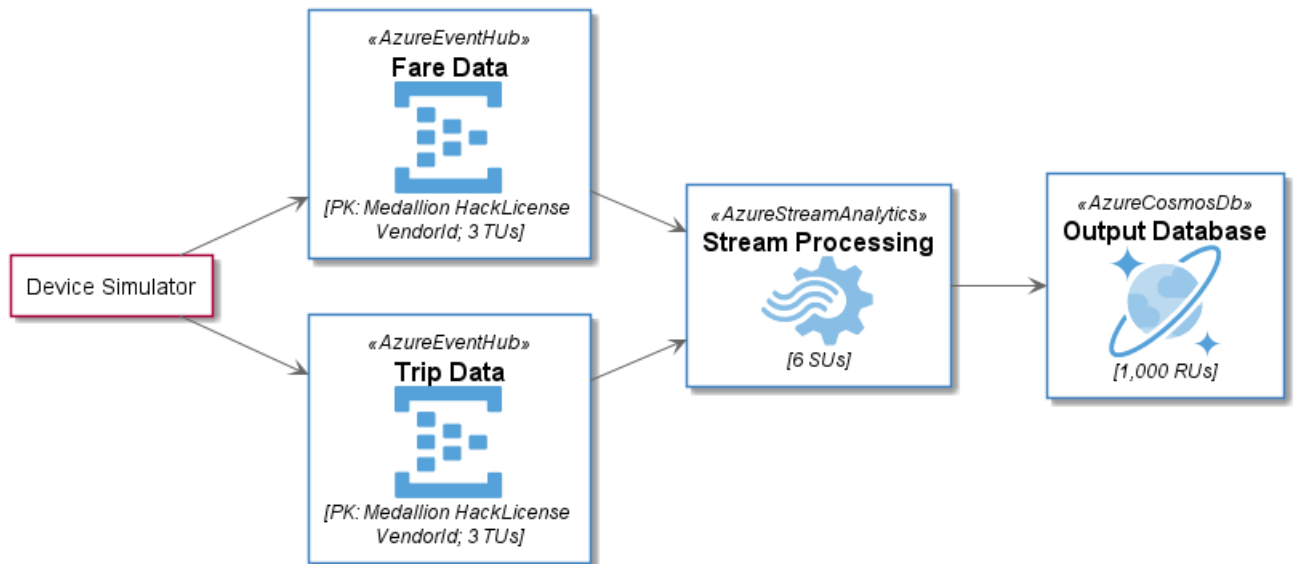 Device Simulator
«AzureEventHub»
Fare Data
[PK: Medallion HackLicense
VendorId; 3 TUs]
«AzureEventHub»
Trip Data
[PK: Medallion HackLicense
VendorId; 3 TUs]
«AzureStreamAnalytics»
Stream Processing
[6 SUs]
«AzureCosmosDb»
Output Database
[1,000 RUs]